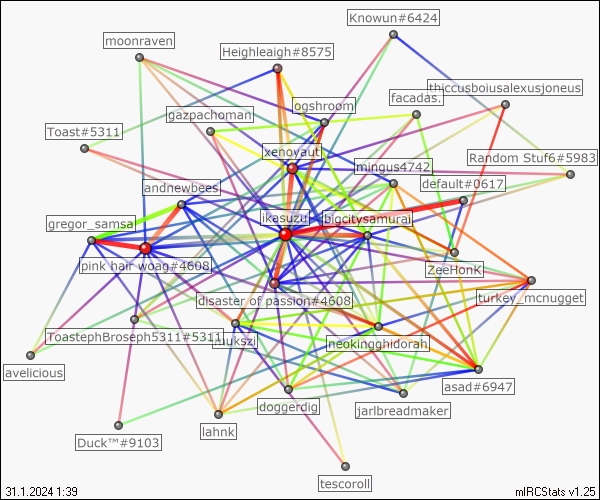 Knowun#6424
moonraven
Heighleaigh#8575
thiccusboiusalexusjoneus
facadas.
ogshroom
gazpachoman
Toast#5311
xenovaut
Random Stuf6#5983
mingus4742
default#0617
andnewbees
gregor_samsa
ikasuzu
bigcitysamurai
pink hair woag#4608
ZeeHonk
disaster of passion#4608
turkey_mcnugget
ToastephBroseph5311#5311
mukszi
neokingghidorah
avelicious
asad#6947
doggerdig
jarlbreadmaker
lahnk
Duck™#9103
tescoroll
31.1.2024 1:39
mIRCStats v1.25